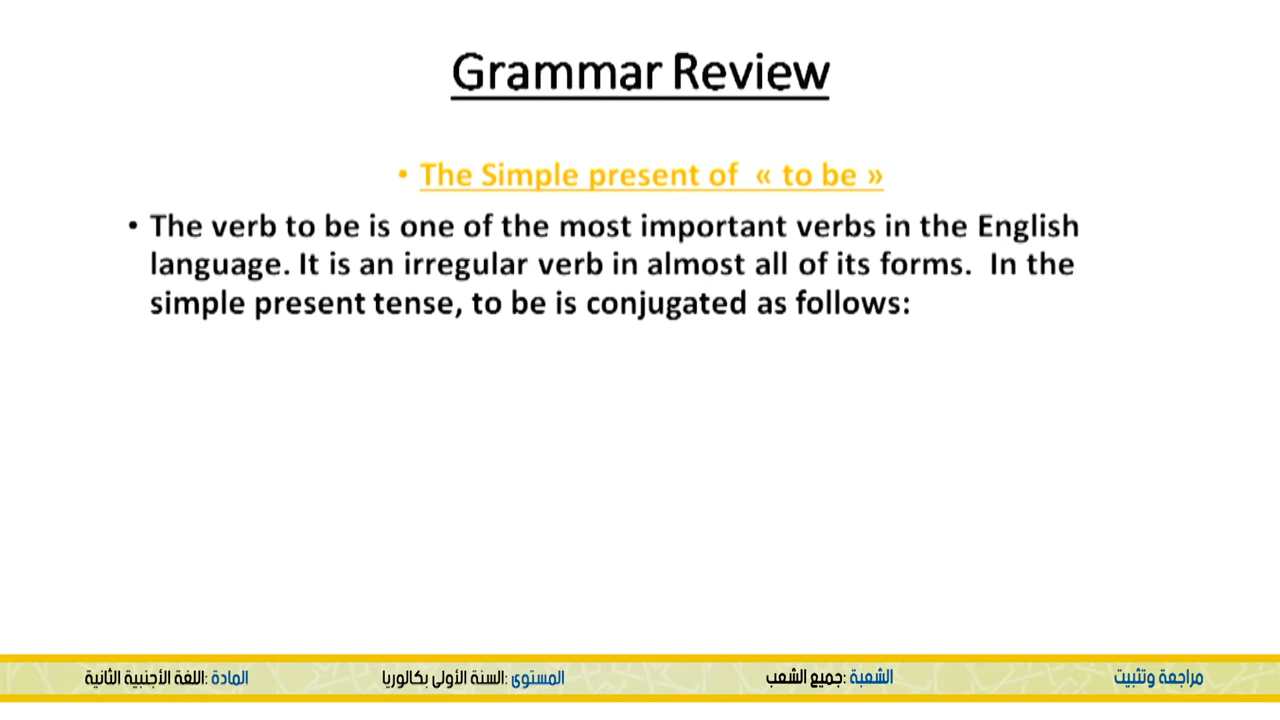 Grammar Review
• The Simple present of « to be »
• The verb to be is one of the most important verbs in the English
language. It is an irregular verb in almost all of its forms. In the
simple present tense, to be is conjugated as follows:
مراجعة وتثبيت الشعبة: جميع الشعب المستوى: السنة الأولى بكالوريا المادة: اللغة الأجنبية الثانية